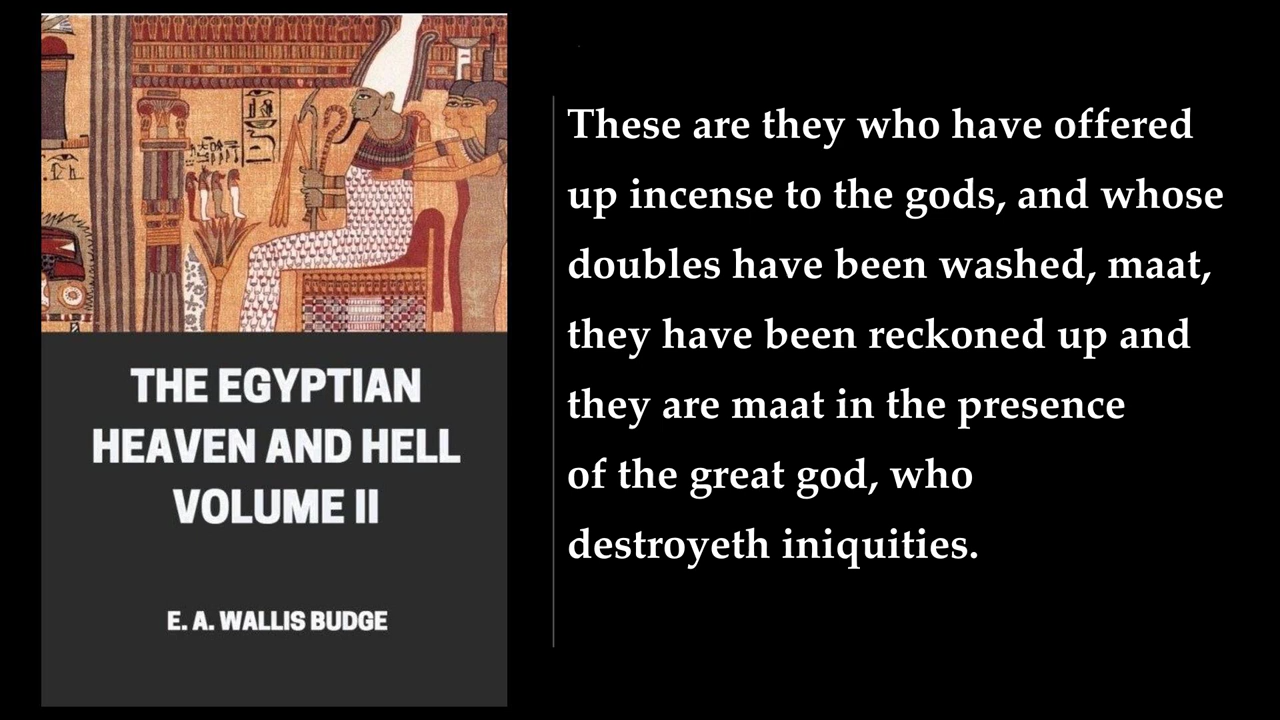 THE EGYPTIAN
HEAVEN AND HELL
VOLUME II
E. A. WALLIS BUDGE
These are they who have offered
up incense to the gods, and whose
doubles have been washed, maat,
they have been reckoned up and
they are maat in the presence
of the great god, who
destroyeth iniquities.